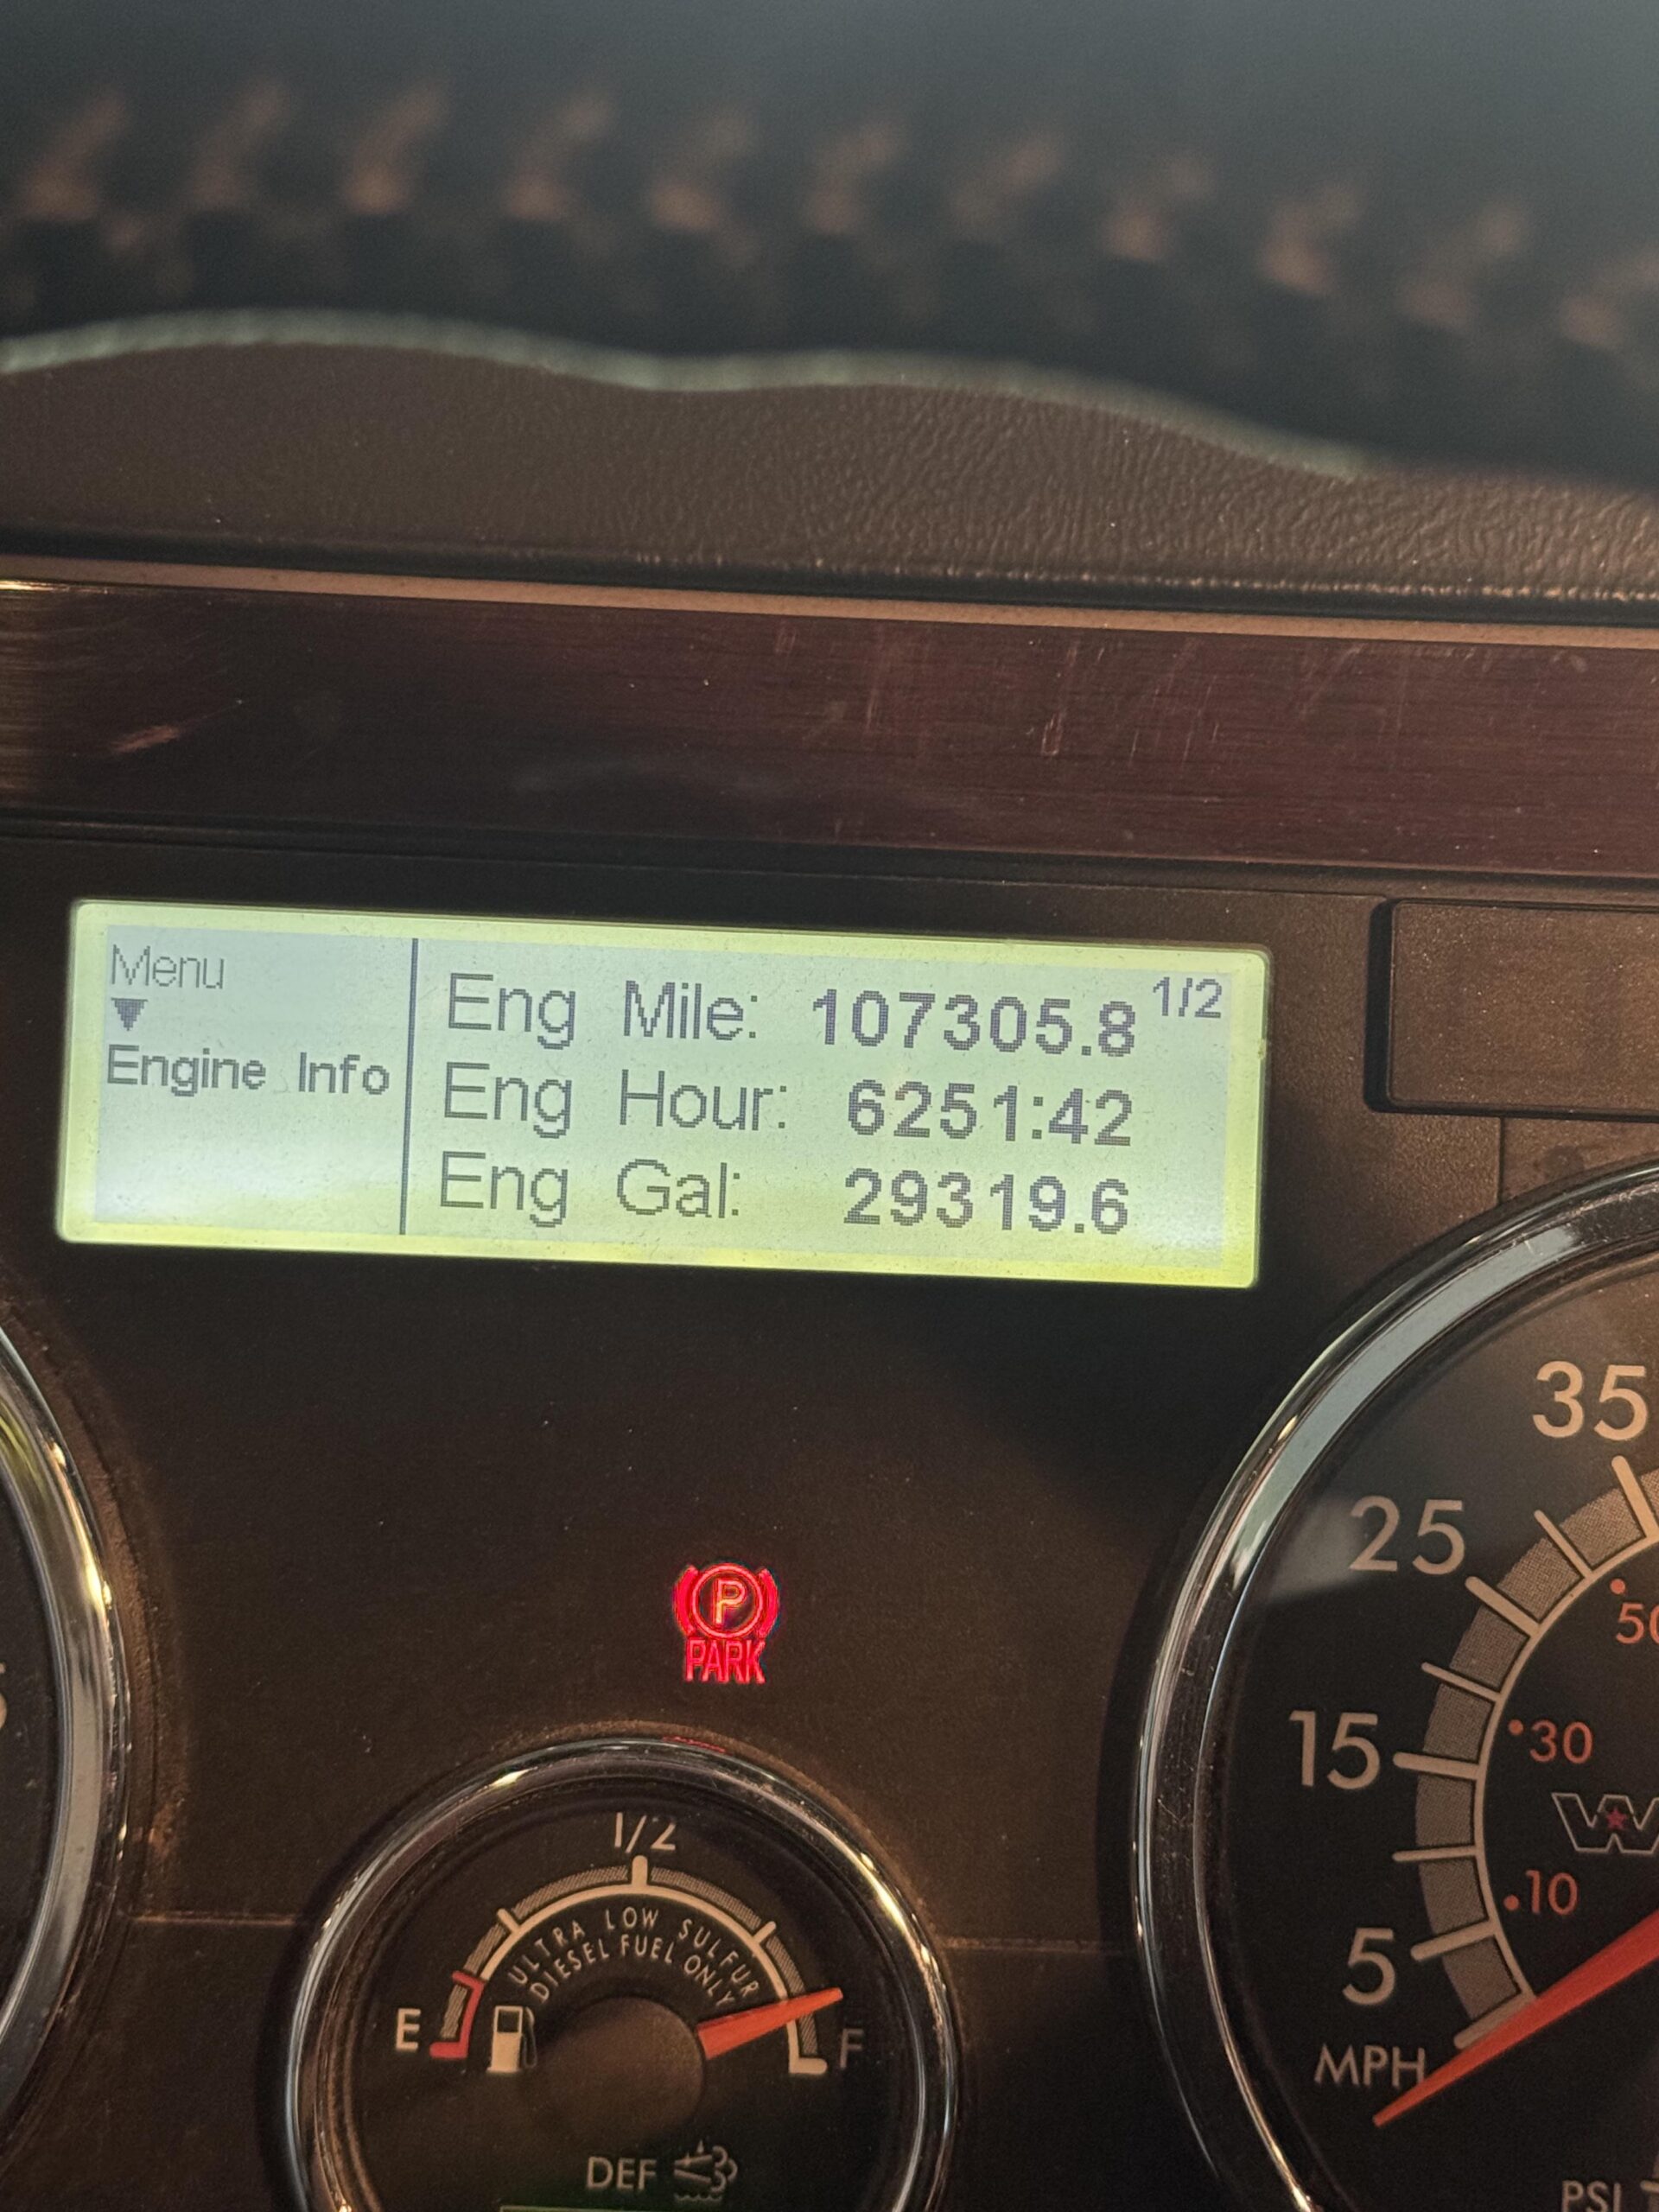 Menu
Engine Info
Eng Mile: 107305.8
1/2
Eng Hour: 6251:42
Eng Gal: 29319.6
PARK
P
1/2
ULTRA LOW SULFUR
DIESEL FUEL ONLY
E
F
DEF
35
25
15
30
10
5
MPH
PSI